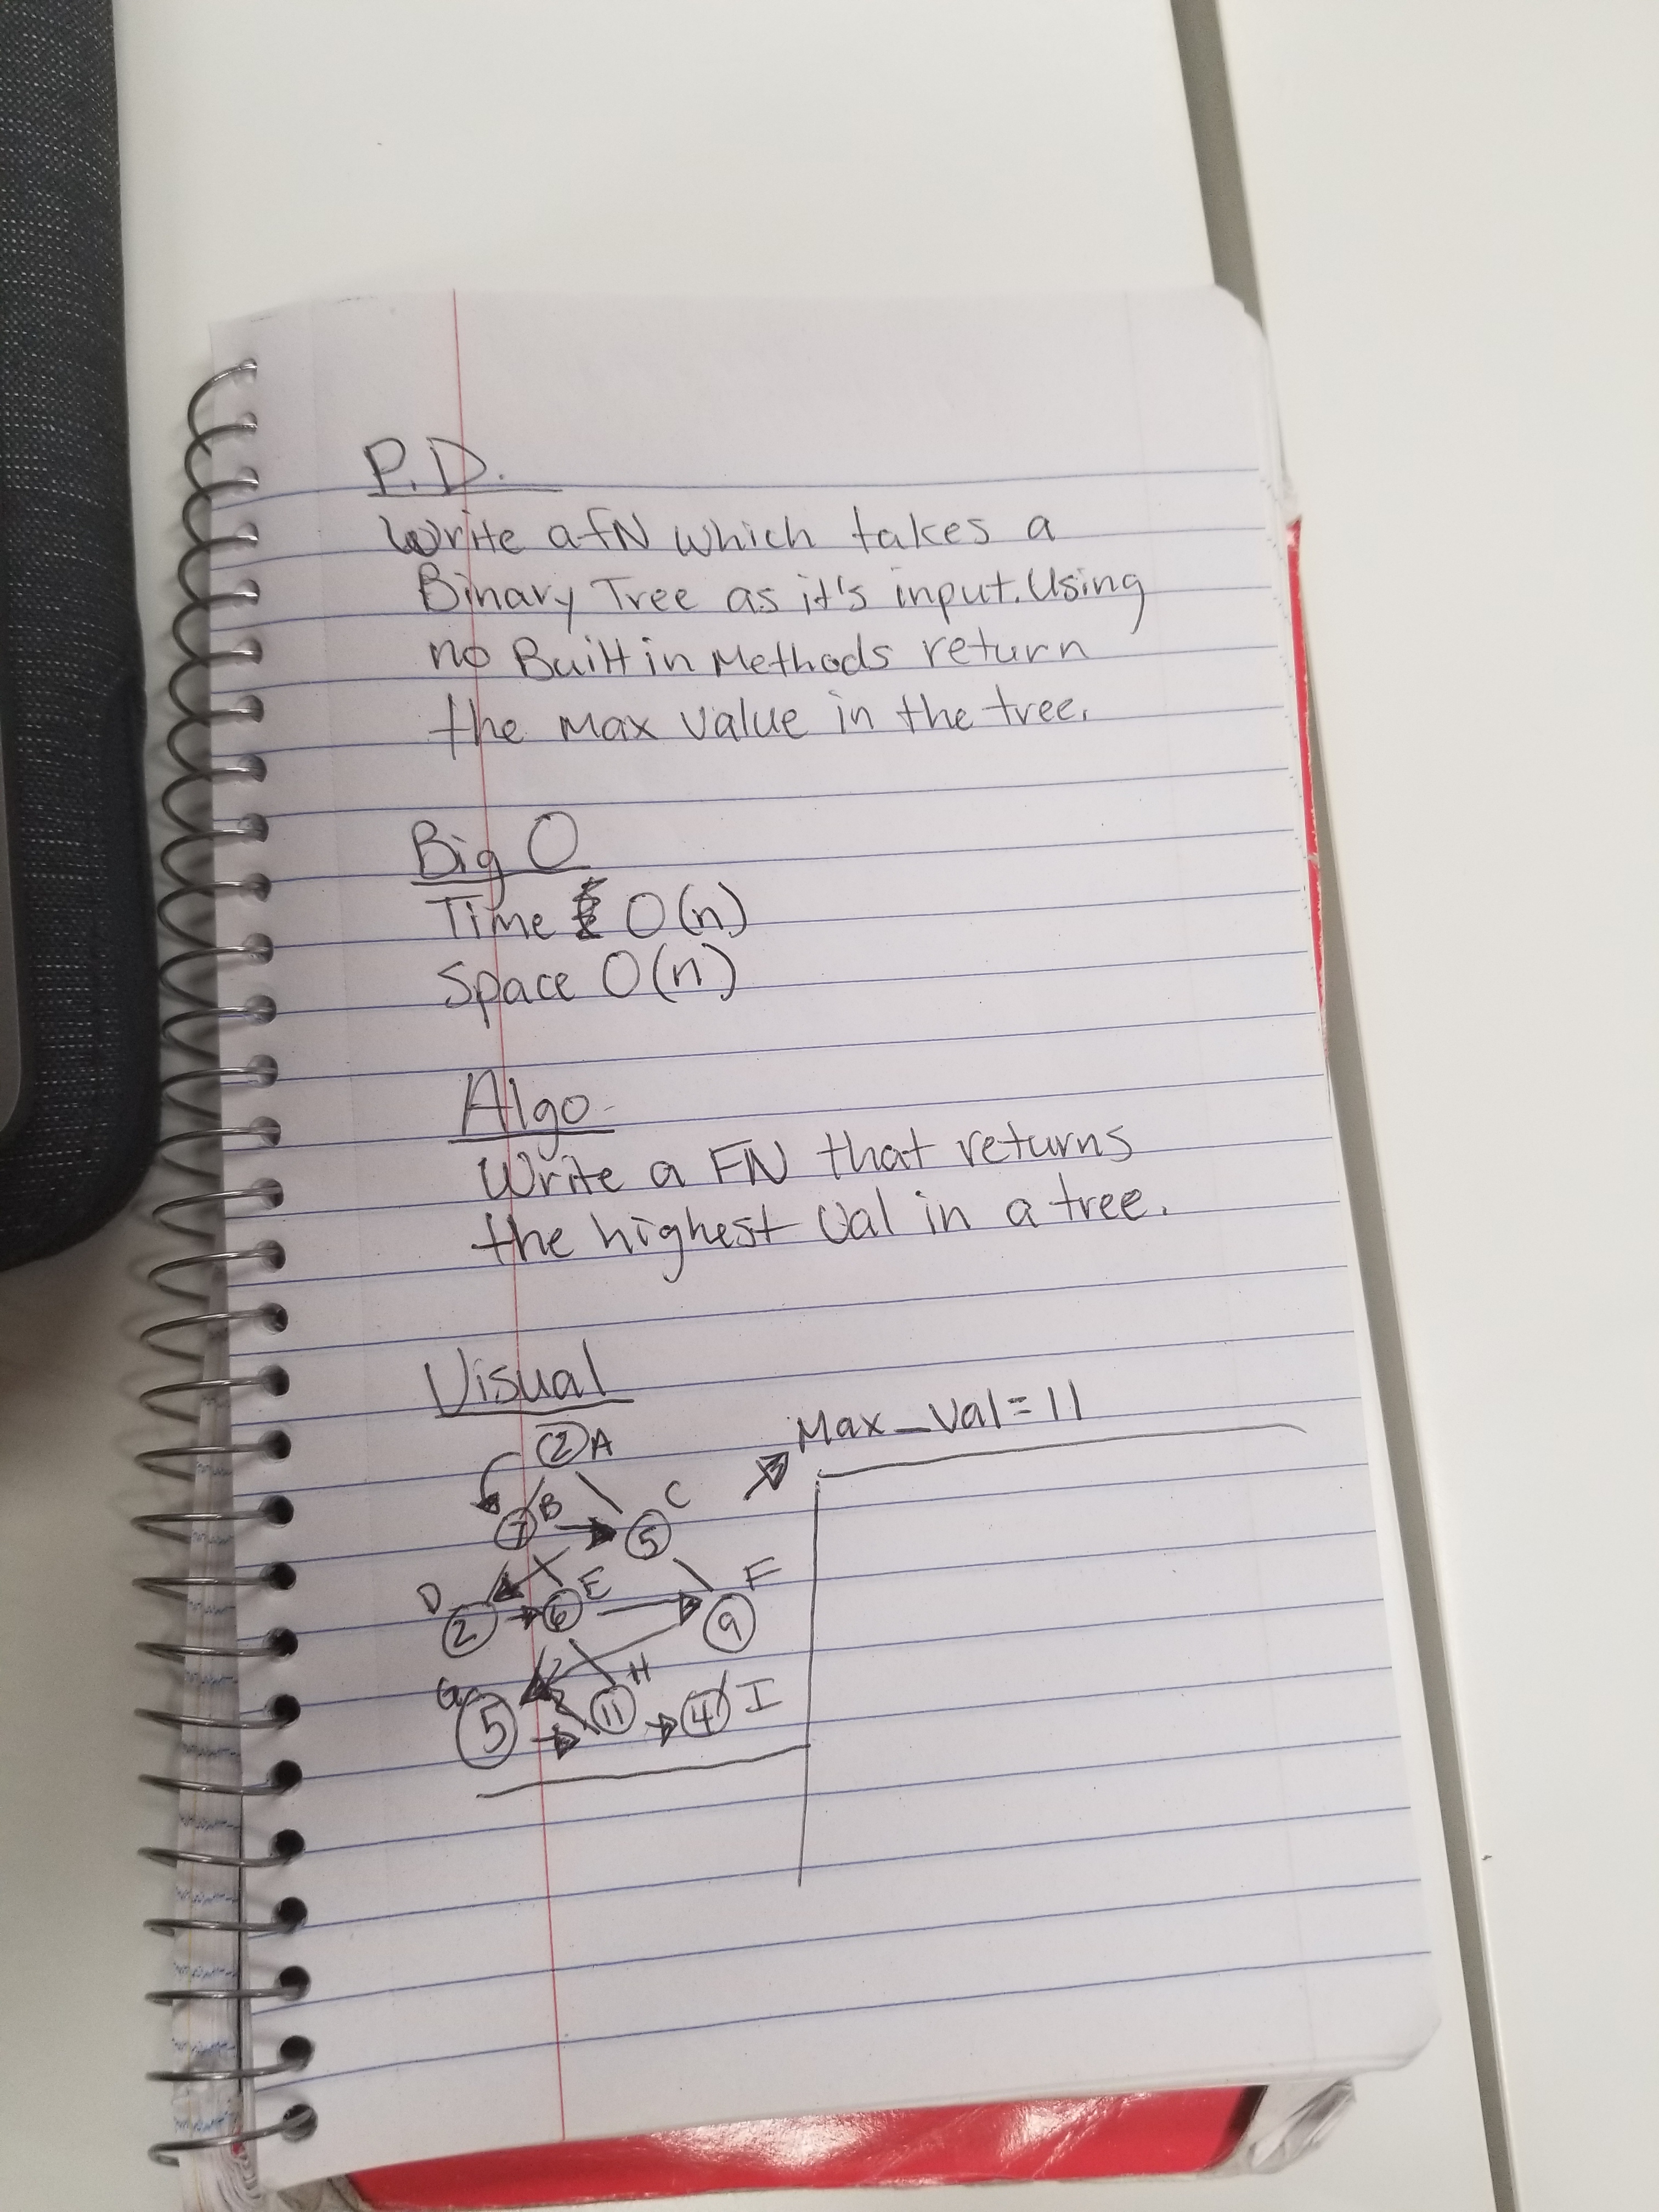 P.D.
Write a fN which takes a
Binary Tree as it's input. Using
no Built in Methods return
the Max Value in the tree.
Big O
Time O(n)
Space O(n)
Algo
Write a FN that returns
the highest Val in a tree.
Visual
Max_Val = 11
2 A
7 B 5 C
D 2 6 E 9 F
G 5 11 H 4 I